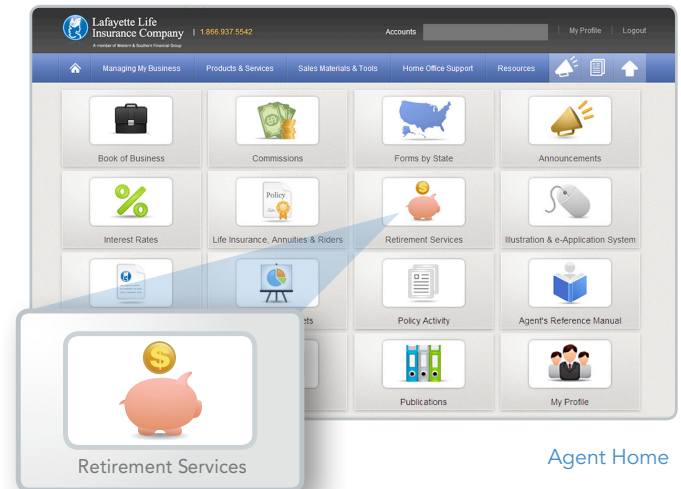 Lafayette Life
Insurance Company | 1.866.937.5542 Accounts My Profile Logout
A member of Western & Southern Financial Group
Managing My Business Products & Services Sales Materials & Tools Home Office Support Resources
Book of Business Commissions Forms by State Announcements
Policy
Interest Rates Life Insurance, Annuities & Riders Retirement Services Illustration & e-Application System
ets Policy Activity Agent's Reference Manual
Publications My Profile
Retirement Services
Agent Home